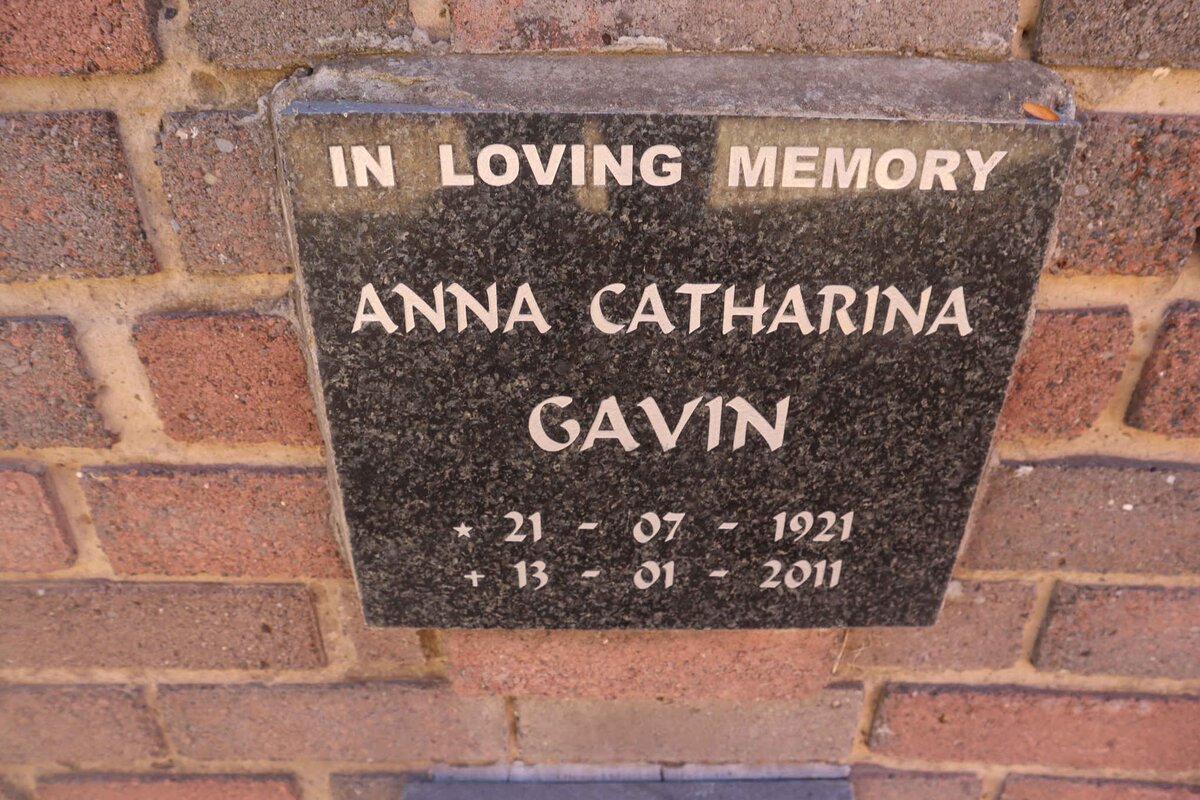 IN LOVING MEMORY
ANNA CATHARINA
GAVIN
* 21 - 07 - 1921
+ 13 - 01 - 2011